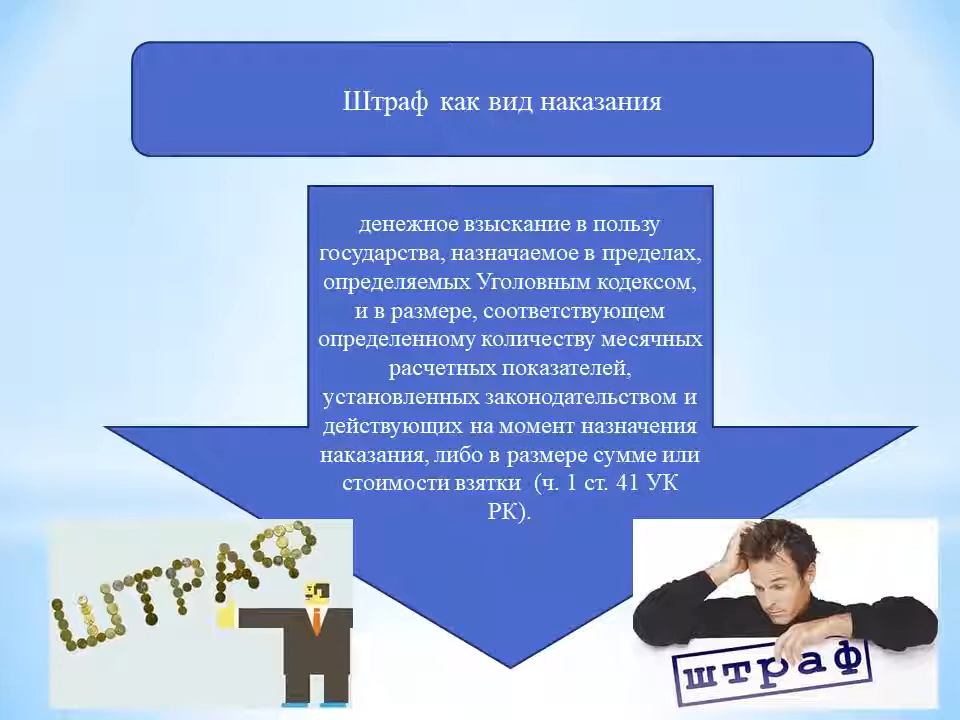 Штраф как вид наказания
денежное взыскание в пользу
государства, назначаемое в пределах,
определяемых Уголовным кодексом,
и в размере, соответствующем
определенному количеству месячных
расчетных показателей,
установленных законодательством и
действующих на момент назначения
наказания, либо в размере сумме или
стоимости взятки (ч. 1 ст. 41 УК
РК).
ШТРАФ
штраф